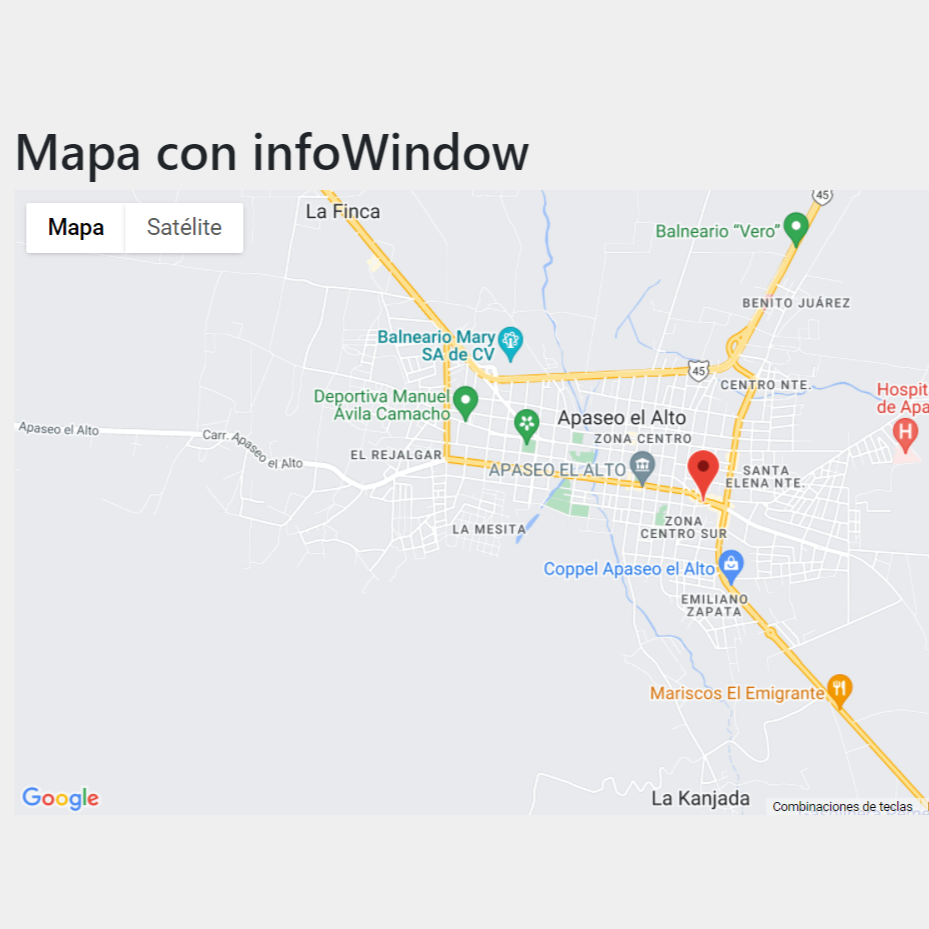 Mapa con infoWindow
Mapa
Satélite
La Finca
45
Balneario “Vero”
BENITO JUÁREZ
Balneario Mary
SA de CV
45
CENTRO NTE.
Deportiva Manuel
Ávila Camacho
Hospit
de Apa
H
Apaseo el Alto
ZONA CENTRO
Apaseo el Alto
Carr. Apaseo el Alto
EL REJALGAR
APASEO EL ALTO
SANTA
ELENA NTE.
LA MESITA
ZONA
CENTRO SUR
Coppel Apaseo el Alto
EMILIANO
ZAPATA
Mariscos El Emigrante
Google
La Kanjada
Combinaciones de teclas